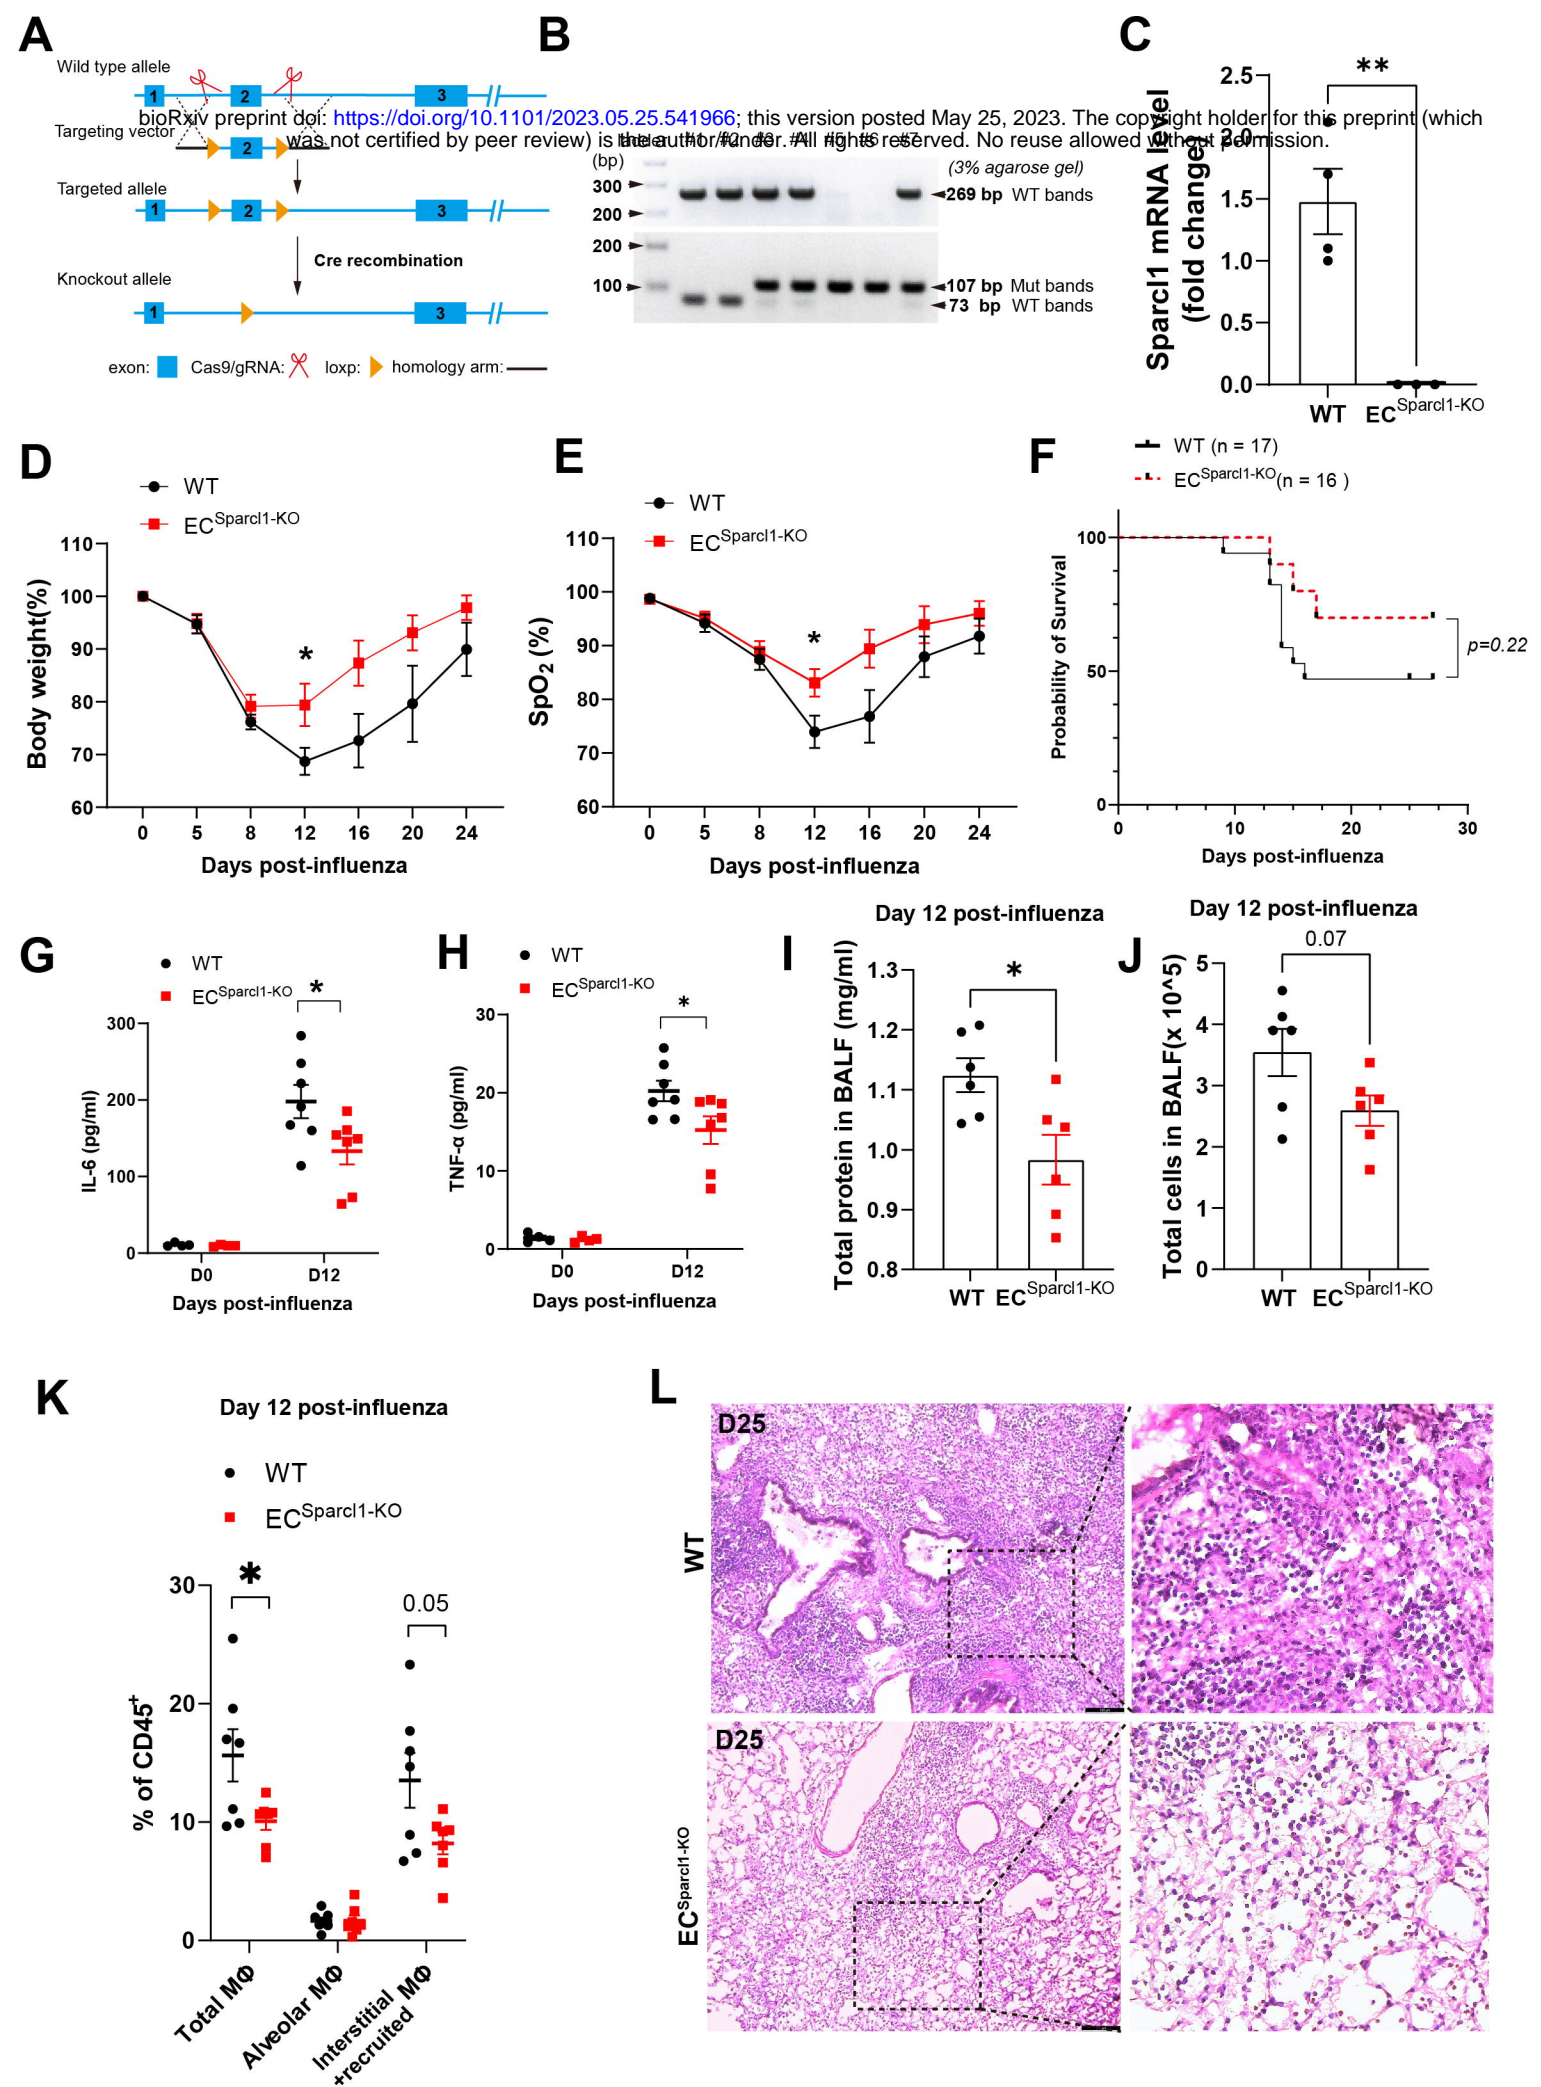 A
B
C
Wild type allele
1
2
3
bioRxiv preprint doi: https://doi.org/10.1101/2023.05.25.541966; this version posted May 25, 2023. The copyright holder for this preprint (which
was not certified by peer review) is the author/funder. All rights reserved. No reuse allowed without permission.
Targeting vector
2
Targeted allele
1
2
3
Cre recombination
Knockout allele
1
3
exon:
Cas9/gRNA:
loxp:
homology arm:
ladder #1 #2 #3 #4 #5 #6 #7
(bp)
(3% agarose gel)
300
200
269 bp WT bands
200
100
107 bp Mut bands
73 bp WT bands
Sparcl1 mRNA level
(fold change)
2.5
2.0
1.5
1.0
0.5
0.0
**
WT
EC Sparcl1-KO
D
WT
EC Sparcl1-KO
Body weight(%)
110
100
90
80
70
60
*
0 5 8 12 16 20 24
Days post-influenza
E
WT
EC Sparcl1-KO
SpO2 (%)
110
100
90
80
70
60
*
0 5 8 12 16 20 24
Days post-influenza
F
WT (n = 17)
EC Sparcl1-KO (n = 16 )
Probability of Survival
100
50
0
p=0.22
0 10 20 30
Days post-influenza
G
WT
EC Sparcl1-KO
*
IL-6 (pg/ml)
300
200
100
0
D0 D12
Days post-influenza
H
WT
EC Sparcl1-KO
*
TNF-α (pg/ml)
30
20
10
0
D0 D12
Days post-influenza
I
Day 12 post-influenza
*
Total protein in BALF (mg/ml)
1.3
1.2
1.1
1.0
0.9
0.8
WT EC Sparcl1-KO
J
Day 12 post-influenza
0.07
Total cells in BALF(x 10^5)
5
4
3
2
1
0
WT EC Sparcl1-KO
K
Day 12 post-influenza
WT
EC Sparcl1-KO
*
0.05
% of CD45+
30
20
10
0
Total MΦ
Alveolar MΦ
Interstitial
+recruited MΦ
L
D25
WT
D25
EC Sparcl1-KO